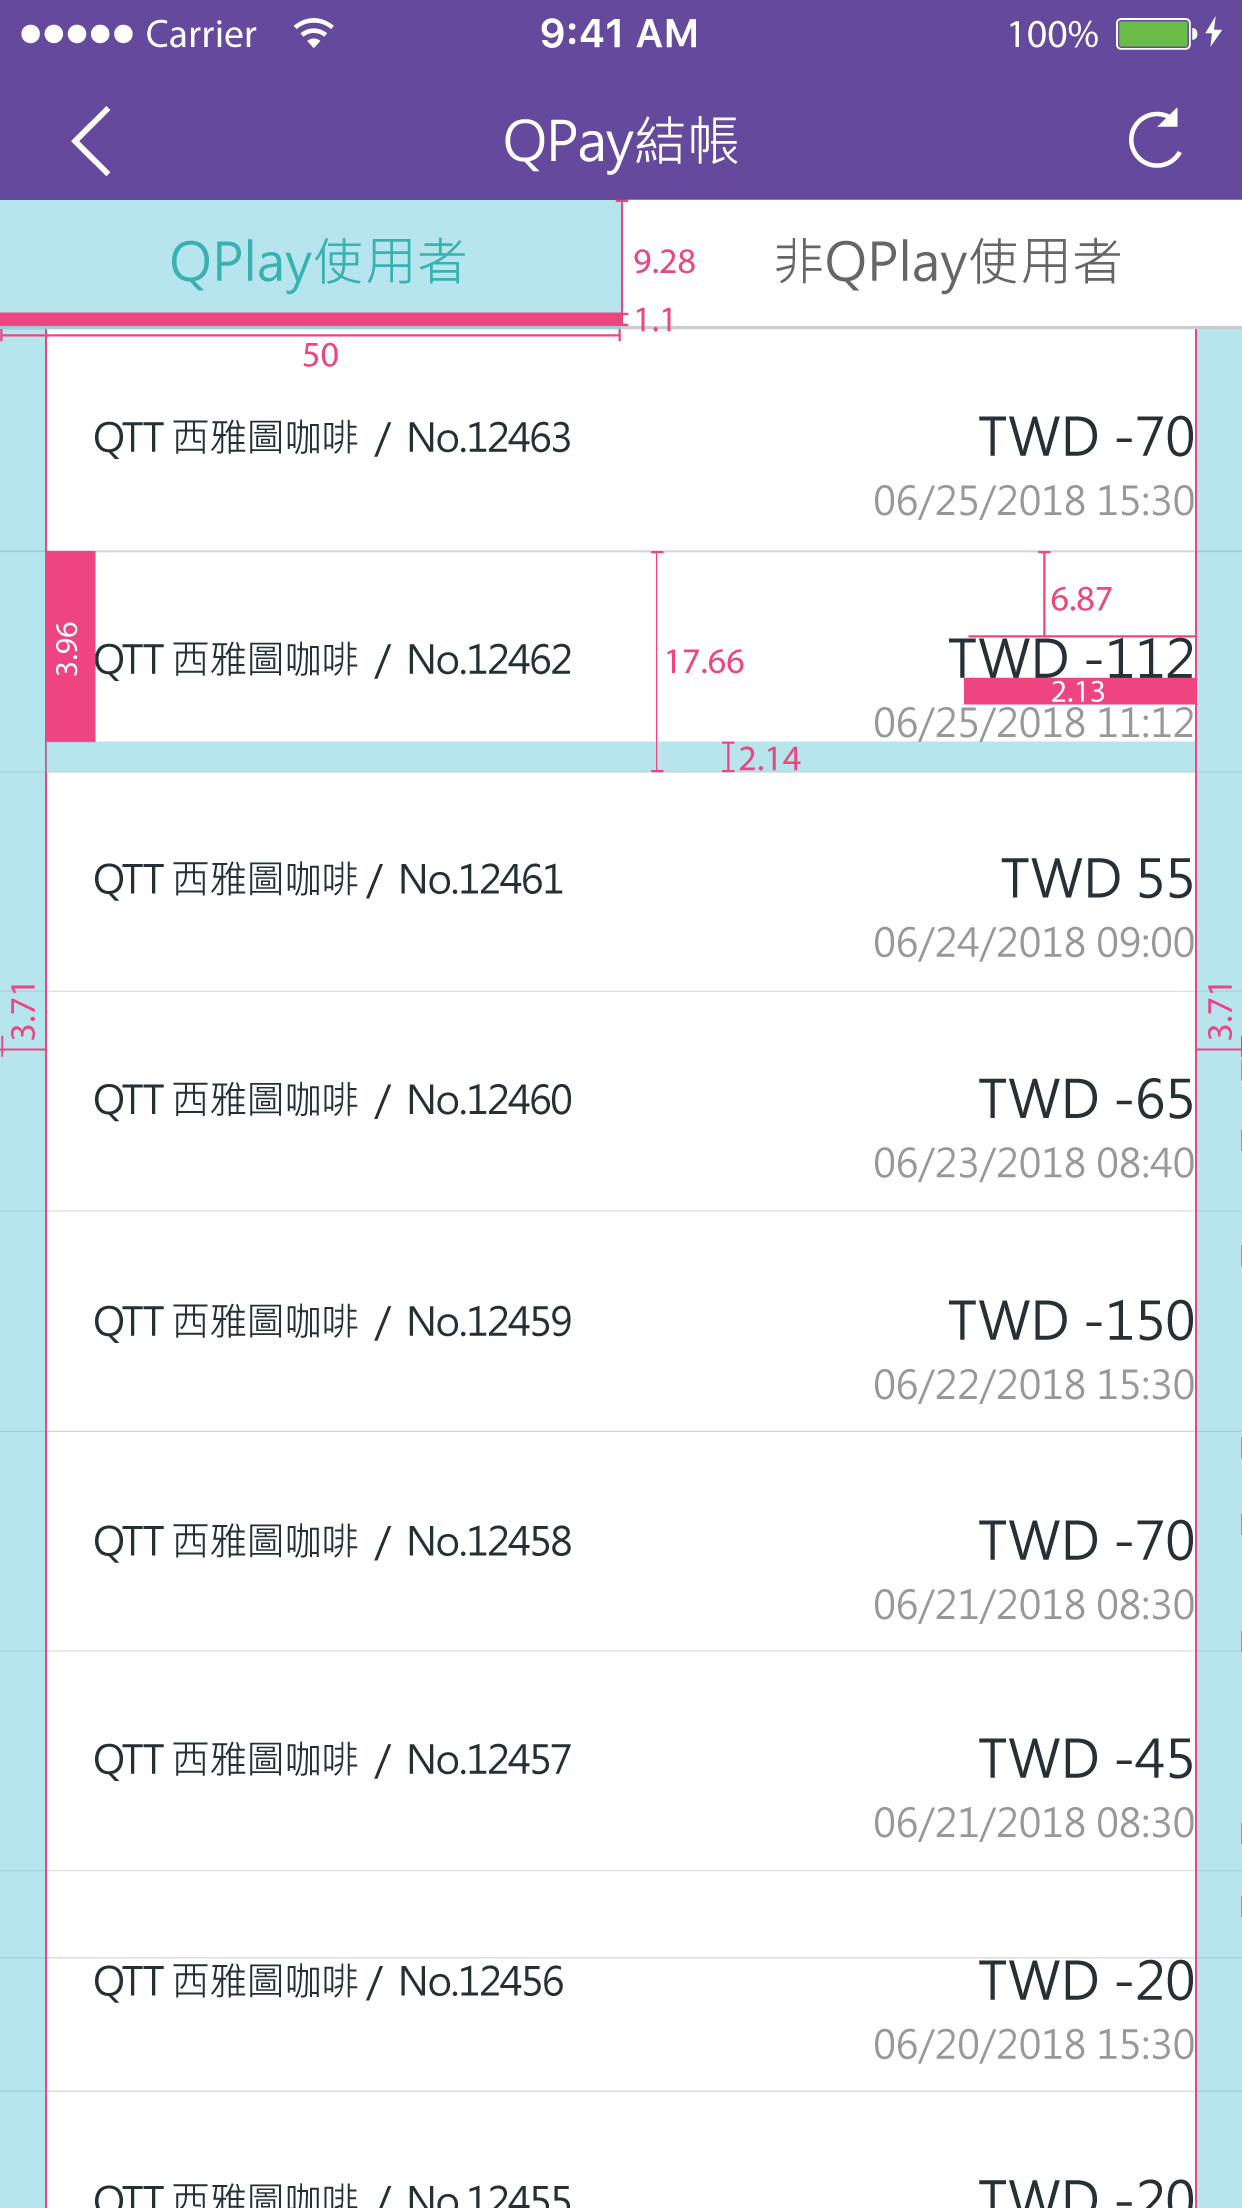 Carrier 9:41 AM 100%
QPay結帳
QPlay使用者 非QPlay使用者
9.28
1.1
50
QTT 西雅圖咖啡 / No.12463 TWD -70
06/25/2018 15:30
6.87
3.96
QTT 西雅圖咖啡 / No.12462 17.66 TWD -112
2.13
06/25/2018 11:12
2.14
QTT 西雅圖咖啡 / No.12461 TWD 55
06/24/2018 09:00
3.71 3.71
QTT 西雅圖咖啡 / No.12460 TWD -65
06/23/2018 08:40
QTT 西雅圖咖啡 / No.12459 TWD -150
06/22/2018 15:30
QTT 西雅圖咖啡 / No.12458 TWD -70
06/21/2018 08:30
QTT 西雅圖咖啡 / No.12457 TWD -45
06/21/2018 08:30
QTT 西雅圖咖啡 / No.12456 TWD -20
06/20/2018 15:30
QTT 西雅圖咖啡 / No.12455 TWD -20